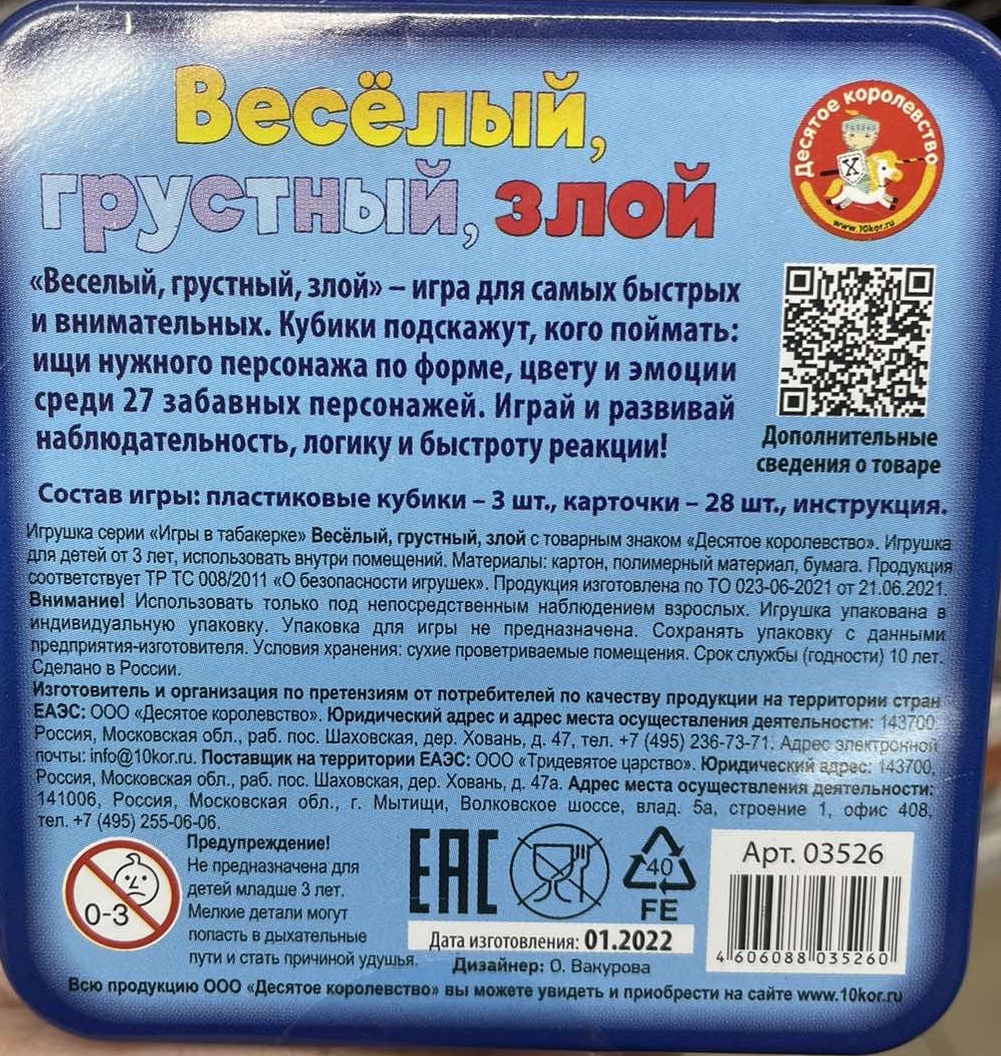 Весёлый,
грустный, злой
Десятое королевство
www.10kor.ru
«Веселый, грустный, злой» – игра для самых быстрых
и внимательных. Кубики подскажут, кого поймать:
ищи нужного персонажа по форме, цвету и эмоции
среди 27 забавных персонажей. Играй и развивай
наблюдательность, логику и быстроту реакции!
Дополнительные
сведения о товаре
Состав игры: пластиковые кубики – 3 шт., карточки – 28 шт., инструкция.
Игрушка серии «Игры в табакерке» Весёлый, грустный, злой с товарным знаком «Десятое королевство». Игрушка
для детей от 3 лет, использовать внутри помещений. Материалы: картон, полимерный материал, бумага. Продукция
соответствует ТР ТС 008/2011 «О безопасности игрушек». Продукция изготовлена по ТО 023-06-2021 от 21.06.2021.
Внимание! Использовать только под непосредственным наблюдением взрослых. Игрушка упакована в
индивидуальную упаковку. Упаковка для игры не предназначена. Сохранять упаковку с данными
предприятия-изготовителя. Условия хранения: сухие проветриваемые помещения. Срок службы (годности) 10 лет.
Сделано в России.
Изготовитель и организация по претензиям от потребителей по качеству продукции на территории стран
ЕАЭС: ООО «Десятое королевство». Юридический адрес и адрес места осуществления деятельности: 143700,
Россия, Московская обл., раб. пос. Шаховская, дер. Ховань, д. 47, тел. +7 (495) 236-73-71. Адрес электронной
почты: info@10kor.ru. Поставщик на территории ЕАЭС: ООО «Тридевятое царство». Юридический адрес: 143700,
Россия, Московская обл., раб. пос. Шаховская, дер. Ховань, д. 47а. Адрес места осуществления деятельности:
141006, Россия, Московская обл., г. Мытищи, Волковское шоссе, влад. 5а, строение 1, офис 408,
тел. +7 (495) 255-06-06.
0-3
Предупреждение!
Не предназначена для
детей младше 3 лет.
Мелкие детали могут
попасть в дыхательные
пути и стать причиной удушья.
ЕАС
40
FE
Дата изготовления: 01.2022
Дизайнер: О. Вакурова
Арт. 03526
4 606088 035260
Всю продукцию ООО «Десятое королевство» вы можете увидеть и приобрести на сайте www.10kor.ru